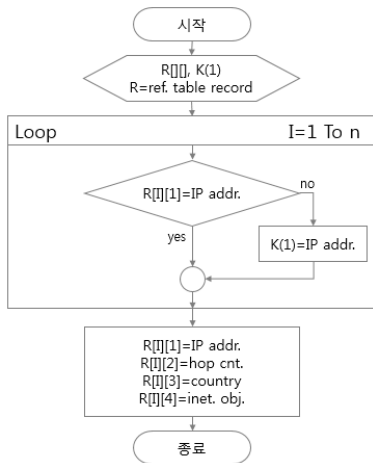 시작
R[][], K(1)
R=ref. table record
Loop I=1 To n
R[I][1]=IP addr.
no
yes
K(1)=IP addr.
R[I][1]=IP addr.
R[I][2]=hop cnt.
R[I][3]=country
R[I][4]=inet. obj.
종료